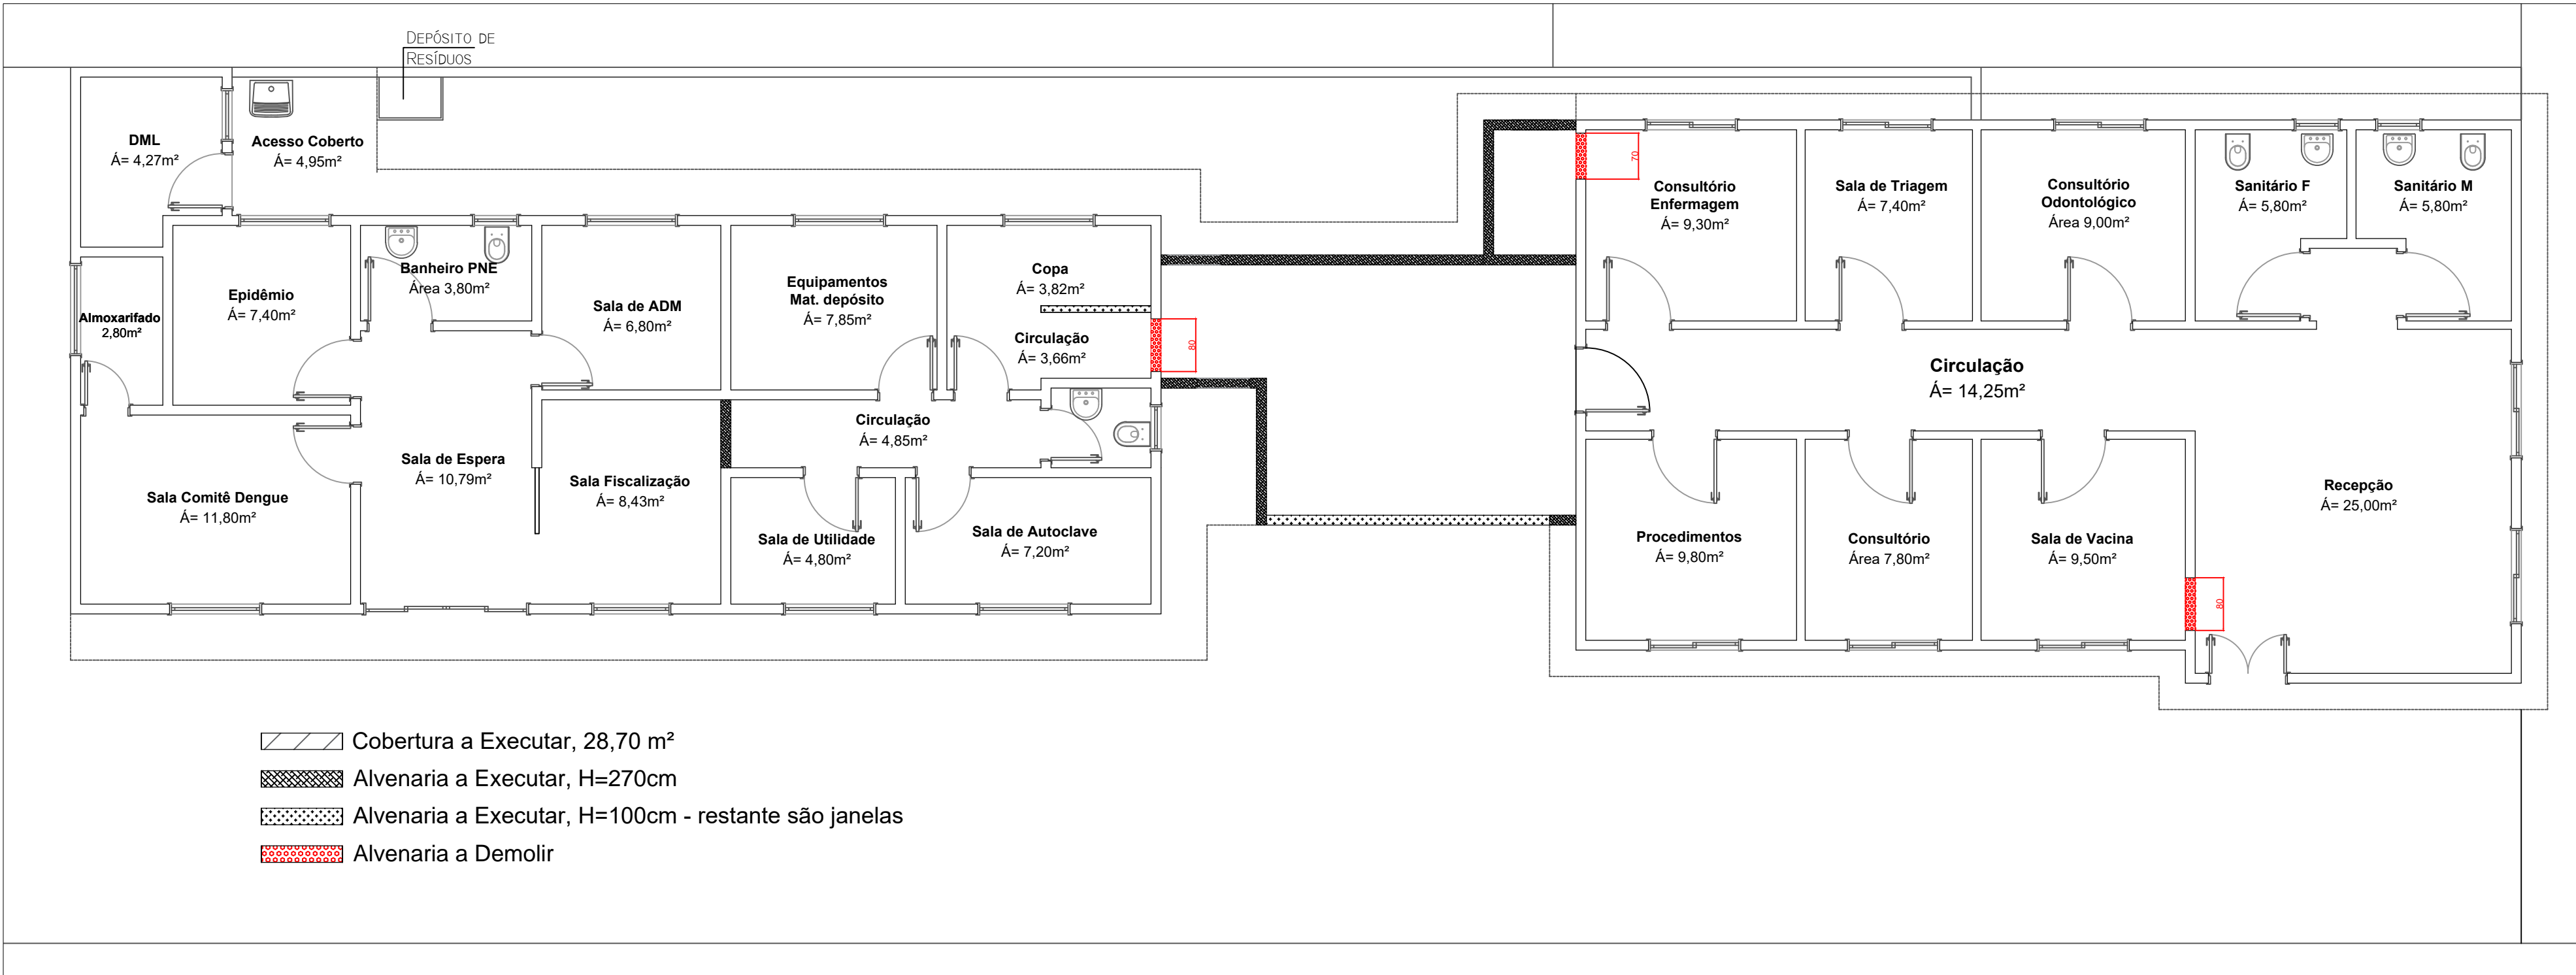 DEPÓSITO DE
RESÍDUOS
DML
Á= 4,27m²
Acesso Coberto
Á= 4,95m²
Almoxarifado
2,80m²
Epidêmio
Á= 7,40m²
Banheiro PNE
Área 3,80m²
Sala de ADM
Á= 6,80m²
Equipamentos
Mat. depósito
Á= 7,85m²
Copa
Á= 3,82m²
Circulação
Á= 3,66m²
80
Circulação
Á= 4,85m²
Sala Comitê Dengue
Á= 11,80m²
Sala de Espera
Á= 10,79m²
Sala Fiscalização
Á= 8,43m²
Sala de Utilidade
Á= 4,80m²
Sala de Autoclave
Á= 7,20m²
70
Consultório
Enfermagem
Á= 9,30m²
Sala de Triagem
Á= 7,40m²
Consultório
Odontológico
Área 9,00m²
Sanitário F
Á= 5,80m²
Sanitário M
Á= 5,80m²
Circulação
Á= 14,25m²
Recepção
Á= 25,00m²
Procedimentos
Á= 9,80m²
Consultório
Área 7,80m²
Sala de Vacina
Á= 9,50m²
80
Cobertura a Executar, 28,70 m²
Alvenaria a Executar, H=270cm
Alvenaria a Executar, H=100cm - restante são janelas
Alvenaria a Demolir